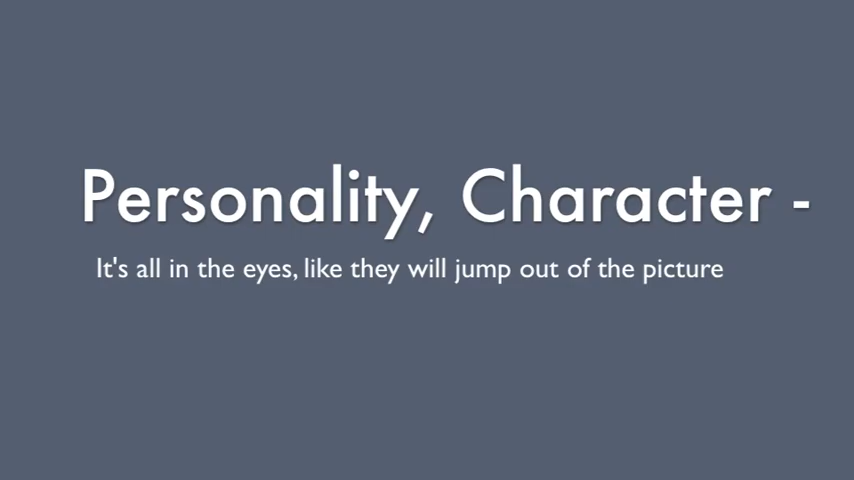 Personality, Character -
It's all in the eyes, like they will jump out of the picture